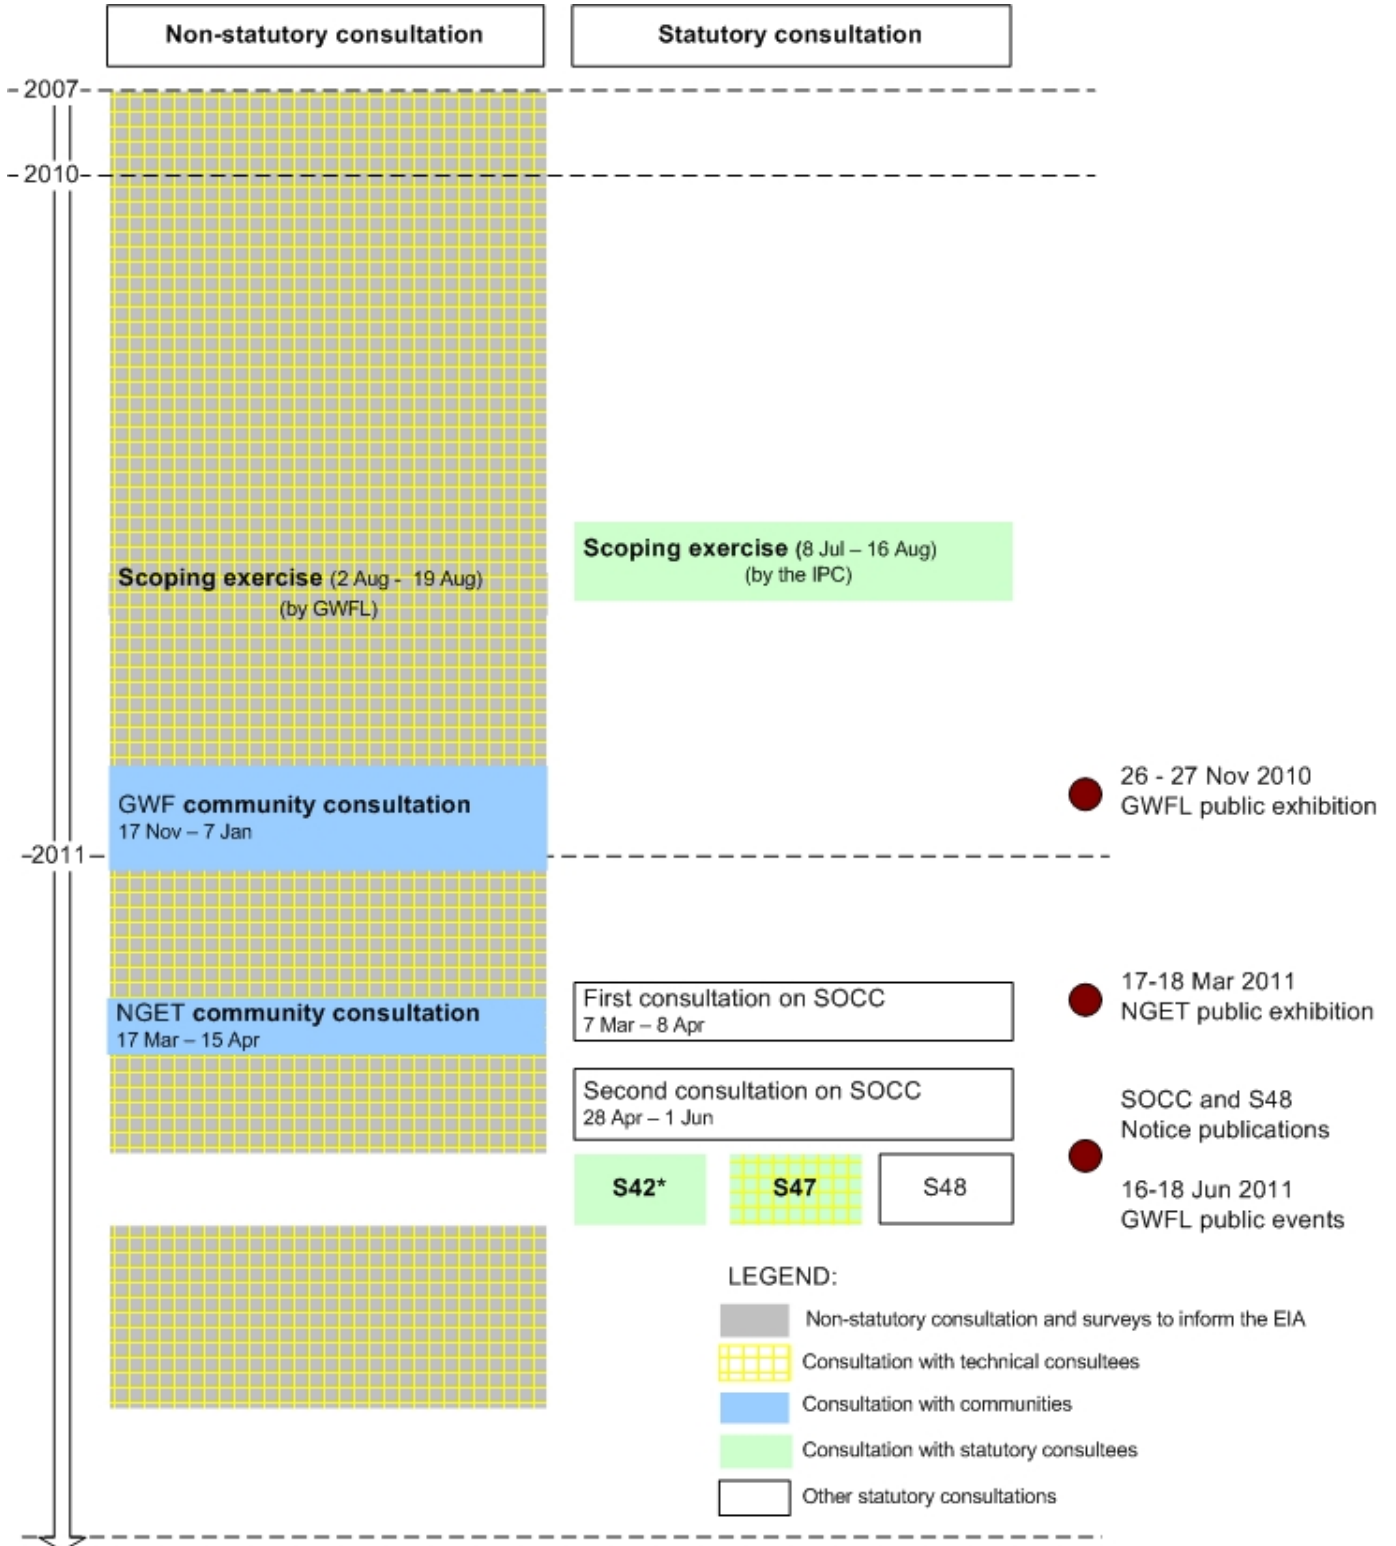 Non-statutory consultation
Statutory consultation
2007
2010
Scoping exercise (8 Jul – 16 Aug)
(by the IPC)
Scoping exercise (2 Aug - 19 Aug)
(by GWFL)
26 - 27 Nov 2010
GWFL public exhibition
GWF community consultation
17 Nov – 7 Jan
2011
17-18 Mar 2011
NGET public exhibition
First consultation on SOCC
7 Mar – 8 Apr
NGET community consultation
17 Mar – 15 Apr
Second consultation on SOCC
28 Apr – 1 Jun
SOCC and S48
Notice publications
S42*
S47
S48
16-18 Jun 2011
GWFL public events
LEGEND:
Non-statutory consultation and surveys to inform the EIA
Consultation with technical consultees
Consultation with communities
Consultation with statutory consultees
Other statutory consultations